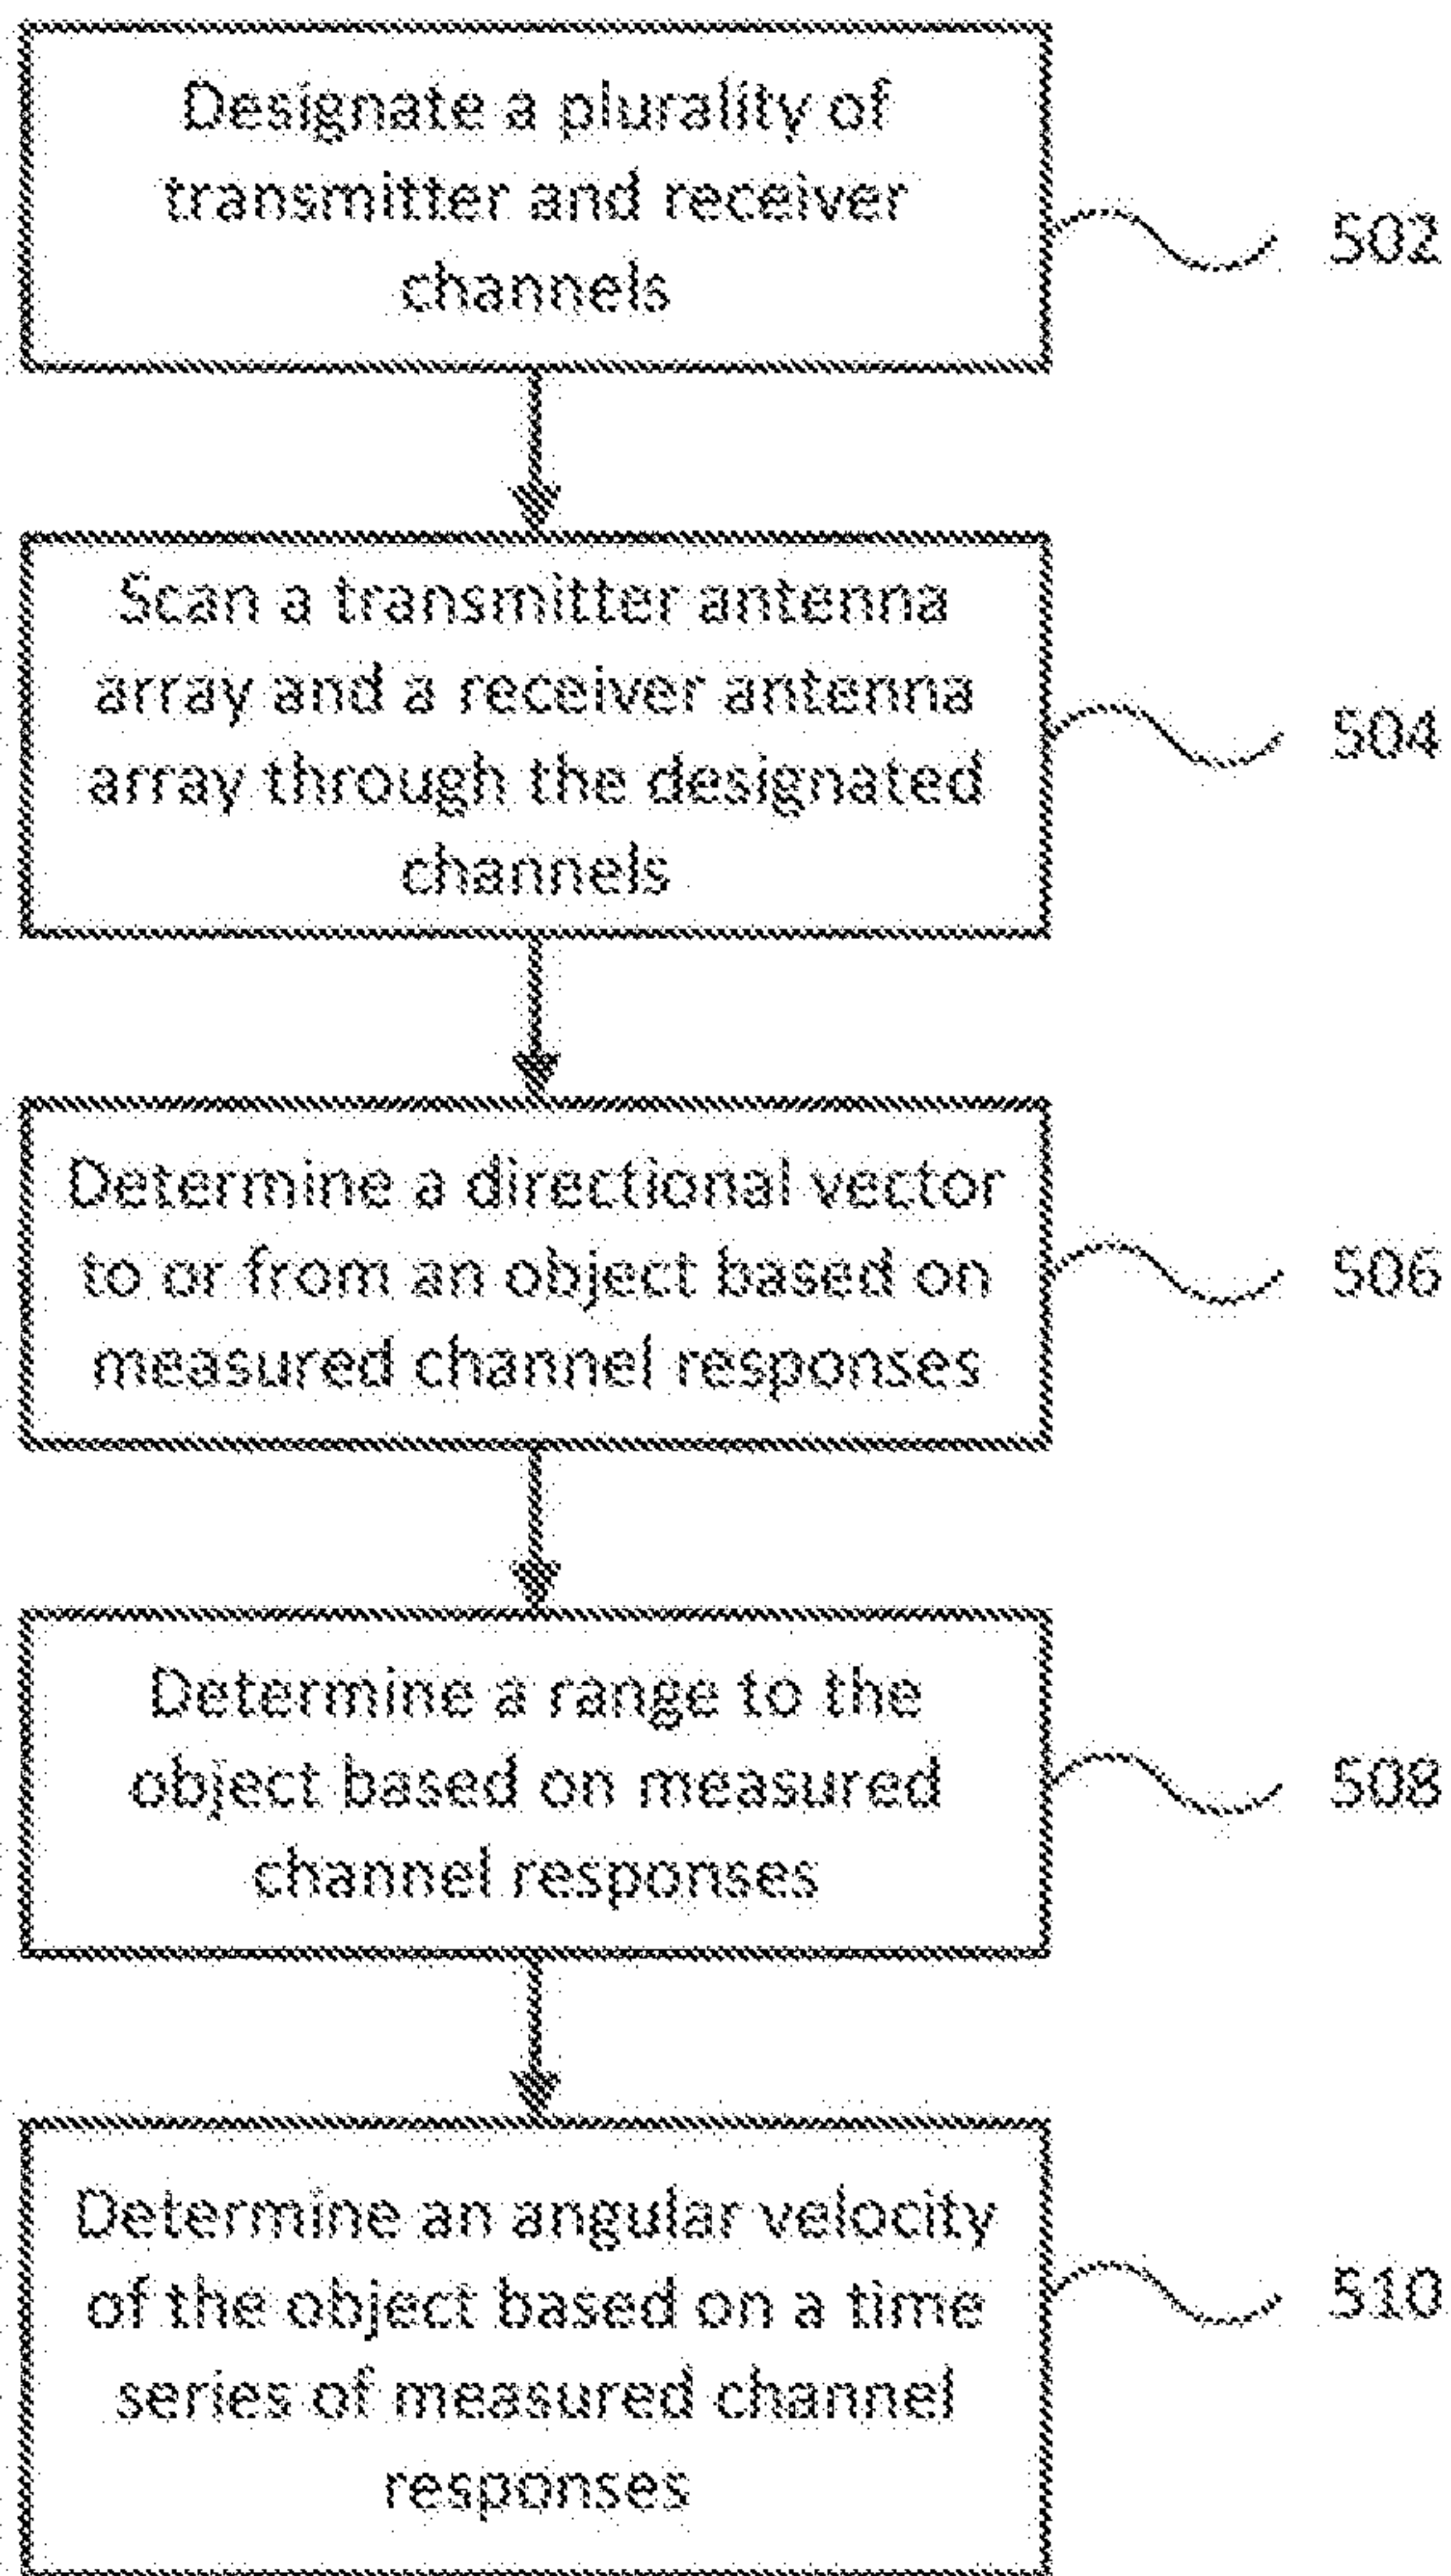 Designate a plurality of
transmitter and receiver
channels
502
Scan a transmitter antenna
array and a receiver antenna
array through the designated
channels
504
Determine a directional vector
to or from an object based on
measured channel responses
506
Determine a range to the
object based on measured
channel responses
508
Determine an angular velocity
of the object based on a time
series of measured channel
responses
510